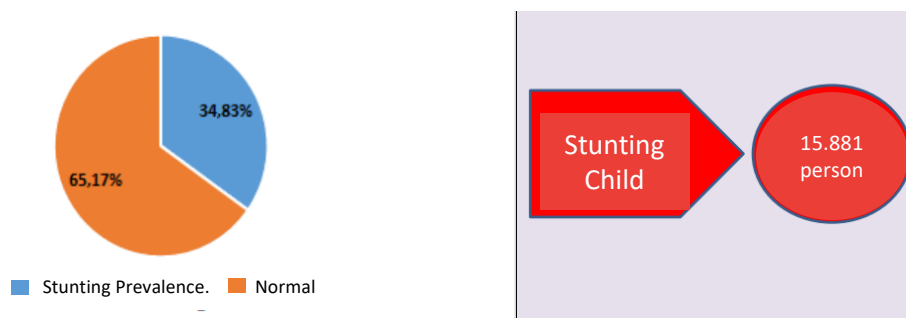 34,83%
65,17%
Stunting Prevalence. Normal
Stunting
Child
15.881
person